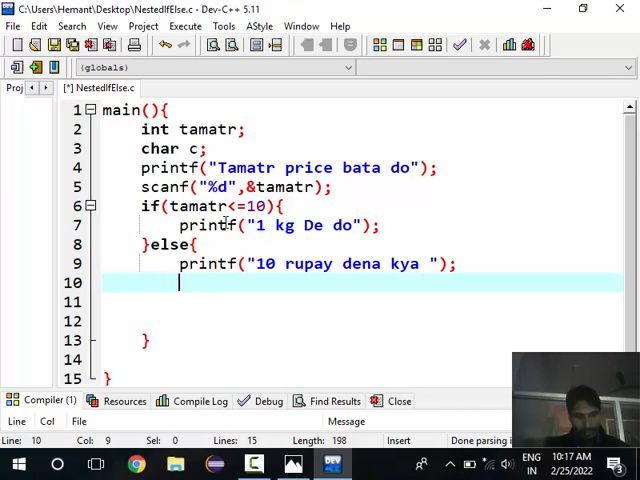 C:\Users\Hemant\Desktop\NestedIfElse.c - Dev-C++ 5.11
File Edit Search View Project Execute Tools AStyle Window Help
(globals)
Proj [*] NestedIfElse.c
1 main(){
2 int tamatr;
3 char c;
4 printf("Tamatr price bata do");
5 scanf("%d",&tamatr);
6 if(tamatr<=10){
7 printf("1 kg De do");
8 }else{
9 printf("10 rupay dena kya ");
10
11
12
13 }
14
15 }
Compiler (1) Resources Compile Log Debug Find Results Close
Line Col File Message
Line: 10 Col: 9 Sel: 0 Lines: 15 Length: 198 Insert Done parsing i
DEV
ENG
IN
10:17 AM
2/25/2022
3